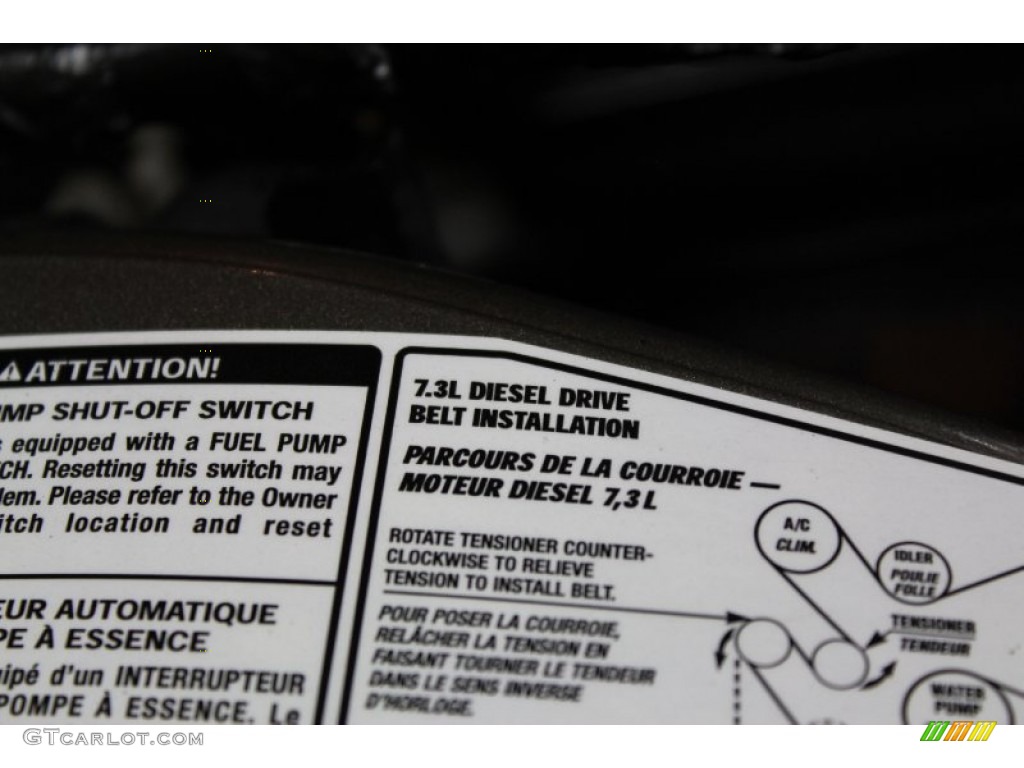 ATTENTION!
MP SHUT-OFF SWITCH
equipped with a FUEL PUMP
CH. Resetting this switch may
lem. Please refer to the Owner
itch location and reset
EUR AUTOMATIQUE
PE À ESSENCE
uipé d'un INTERRUPTEUR
POMPE À ESSENCE. Le
7.3L DIESEL DRIVE
BELT INSTALLATION
PARCOURS DE LA COURROIE —
MOTEUR DIESEL 7,3 L
ROTATE TENSIONER COUNTER-
CLOCKWISE TO RELIEVE
TENSION TO INSTALL BELT.
POUR POSER LA COURROIE,
RELÂCHER LA TENSION EN
FAISANT TOURNER LE TENDEUR
DANS LE SENS INVERSE
D'HORLOGE.
A/C
CLIM.
IDLER
POULIE
FOLLE
TENSIONER
TENDEUR
WATER
PUMP
GTCARLOT.COM